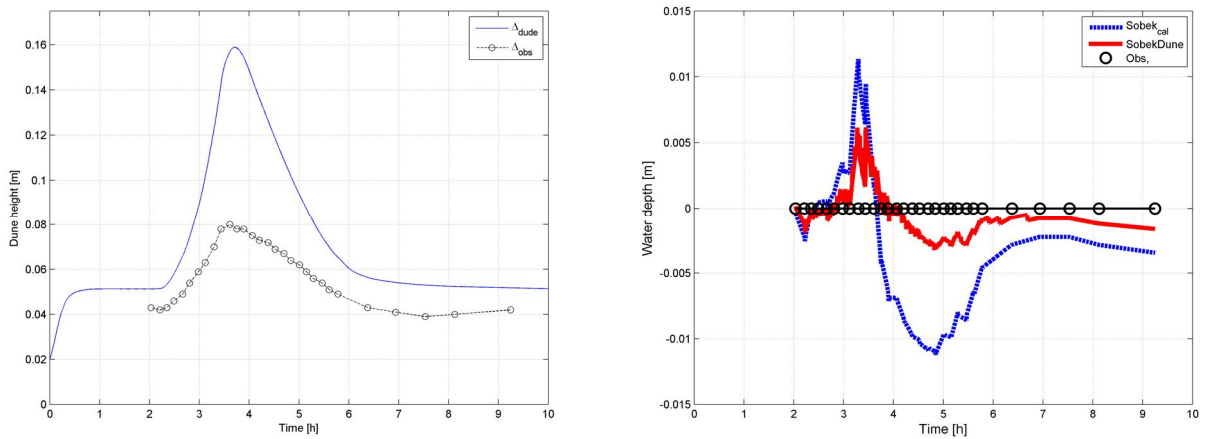 0.16
0.14
0.12
0.1
0.08
0.06
0.04
0.02
0
Dune height [m]
0 1 2 3 4 5 6 7 8 9 10
Time [h]
Δdude
Δobs
0.015
0.01
0.005
0
-0.005
-0.01
-0.015
Water depth [m]
0 1 2 3 4 5 6 7 8 9 10
Time [h]
Sobekcal
SobekDune
Obs,